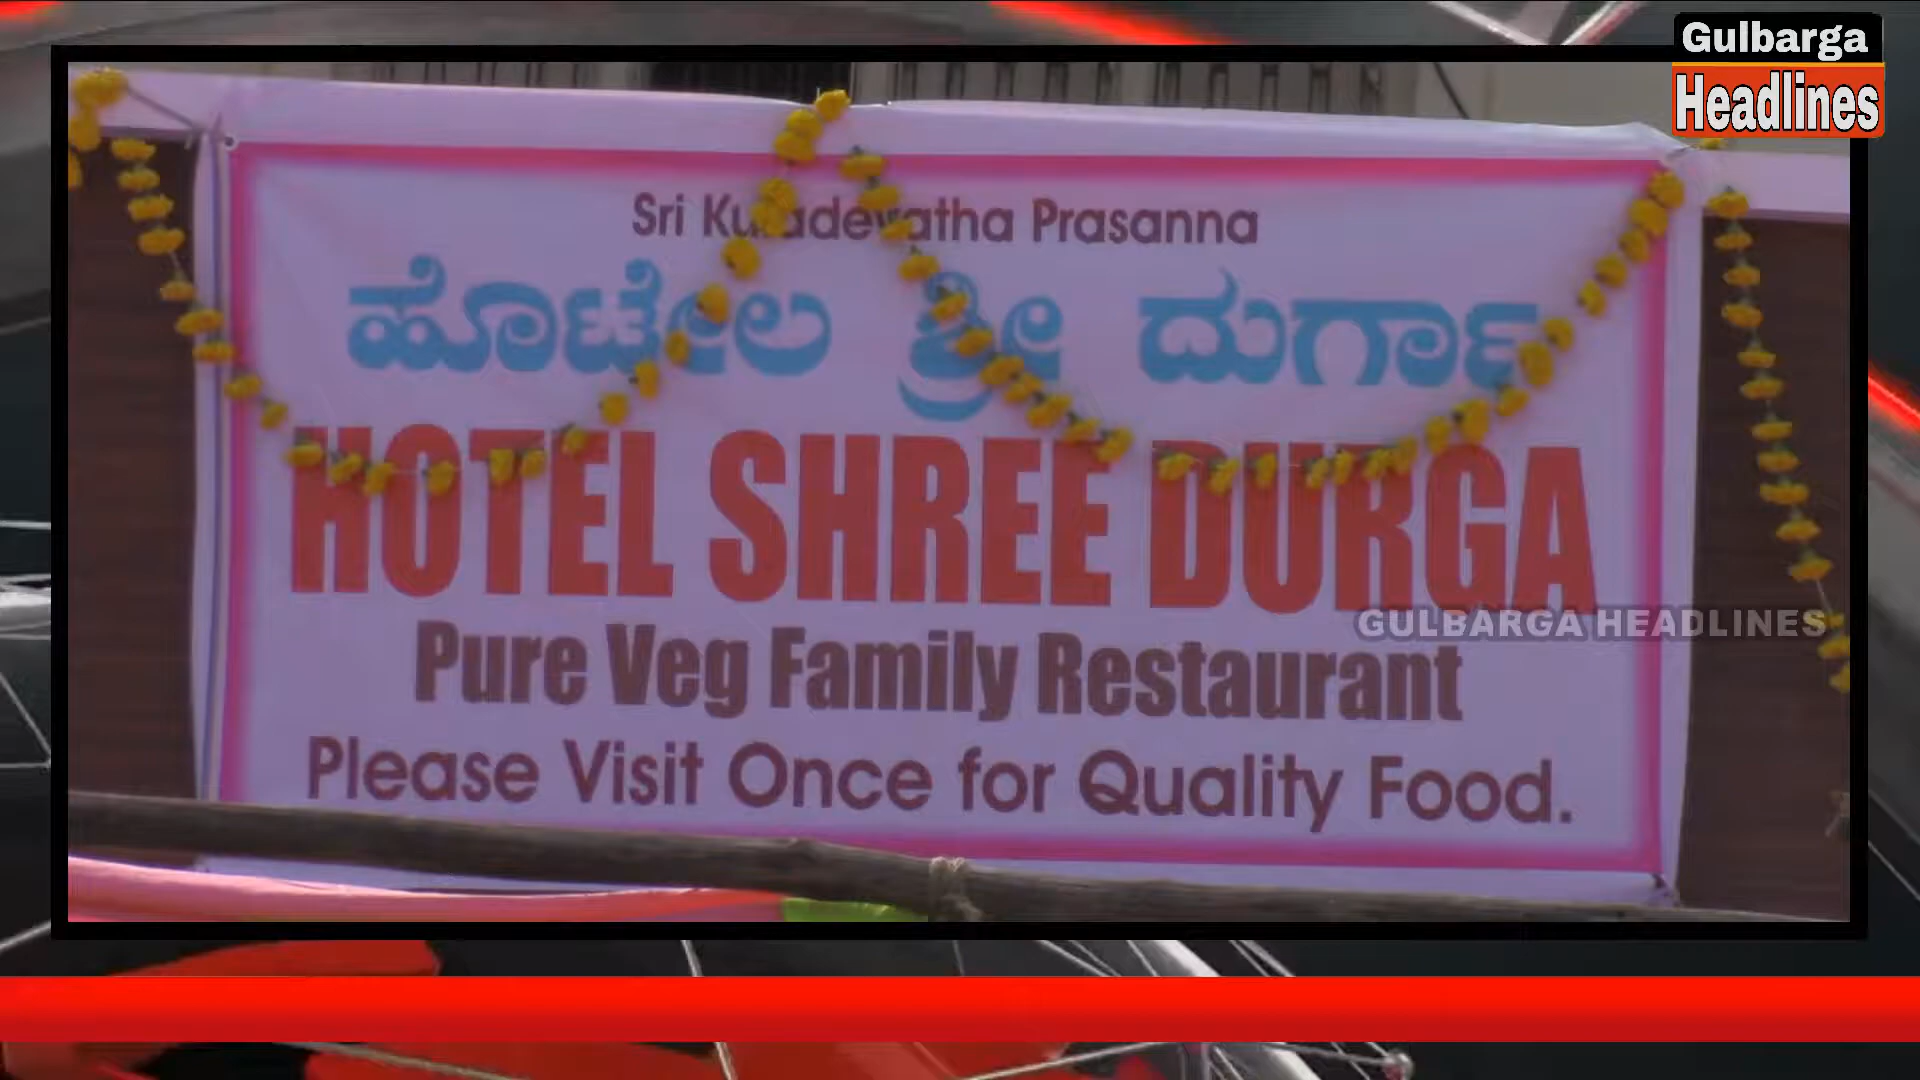 Gulbarga
Headlines
Sri Kuladevatha Prasanna
ಹೊಟೇಲ ಶ್ರೀ ದುರ್ಗಾ
HOTEL SHREE DURGA
GULBARGA HEADLINES
Pure Veg Family Restaurant
Please Visit Once for Quality Food.